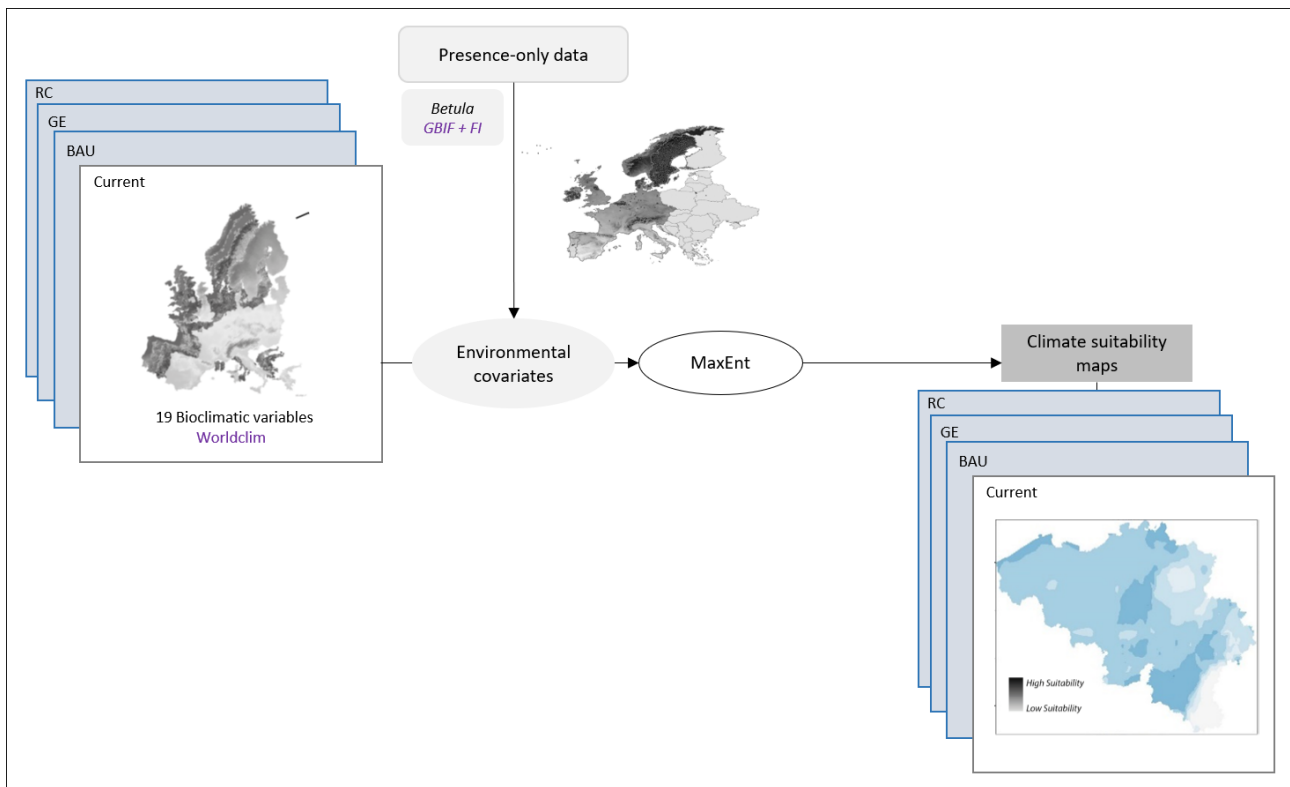 Presence-only data
Betula
GBIF + FI
RC
GE
BAU
Current
19 Bioclimatic variables
Worldclim
Environmental
covariates
MaxEnt
Climate suitability
maps
RC
GE
BAU
Current
High Suitability
Low Suitability